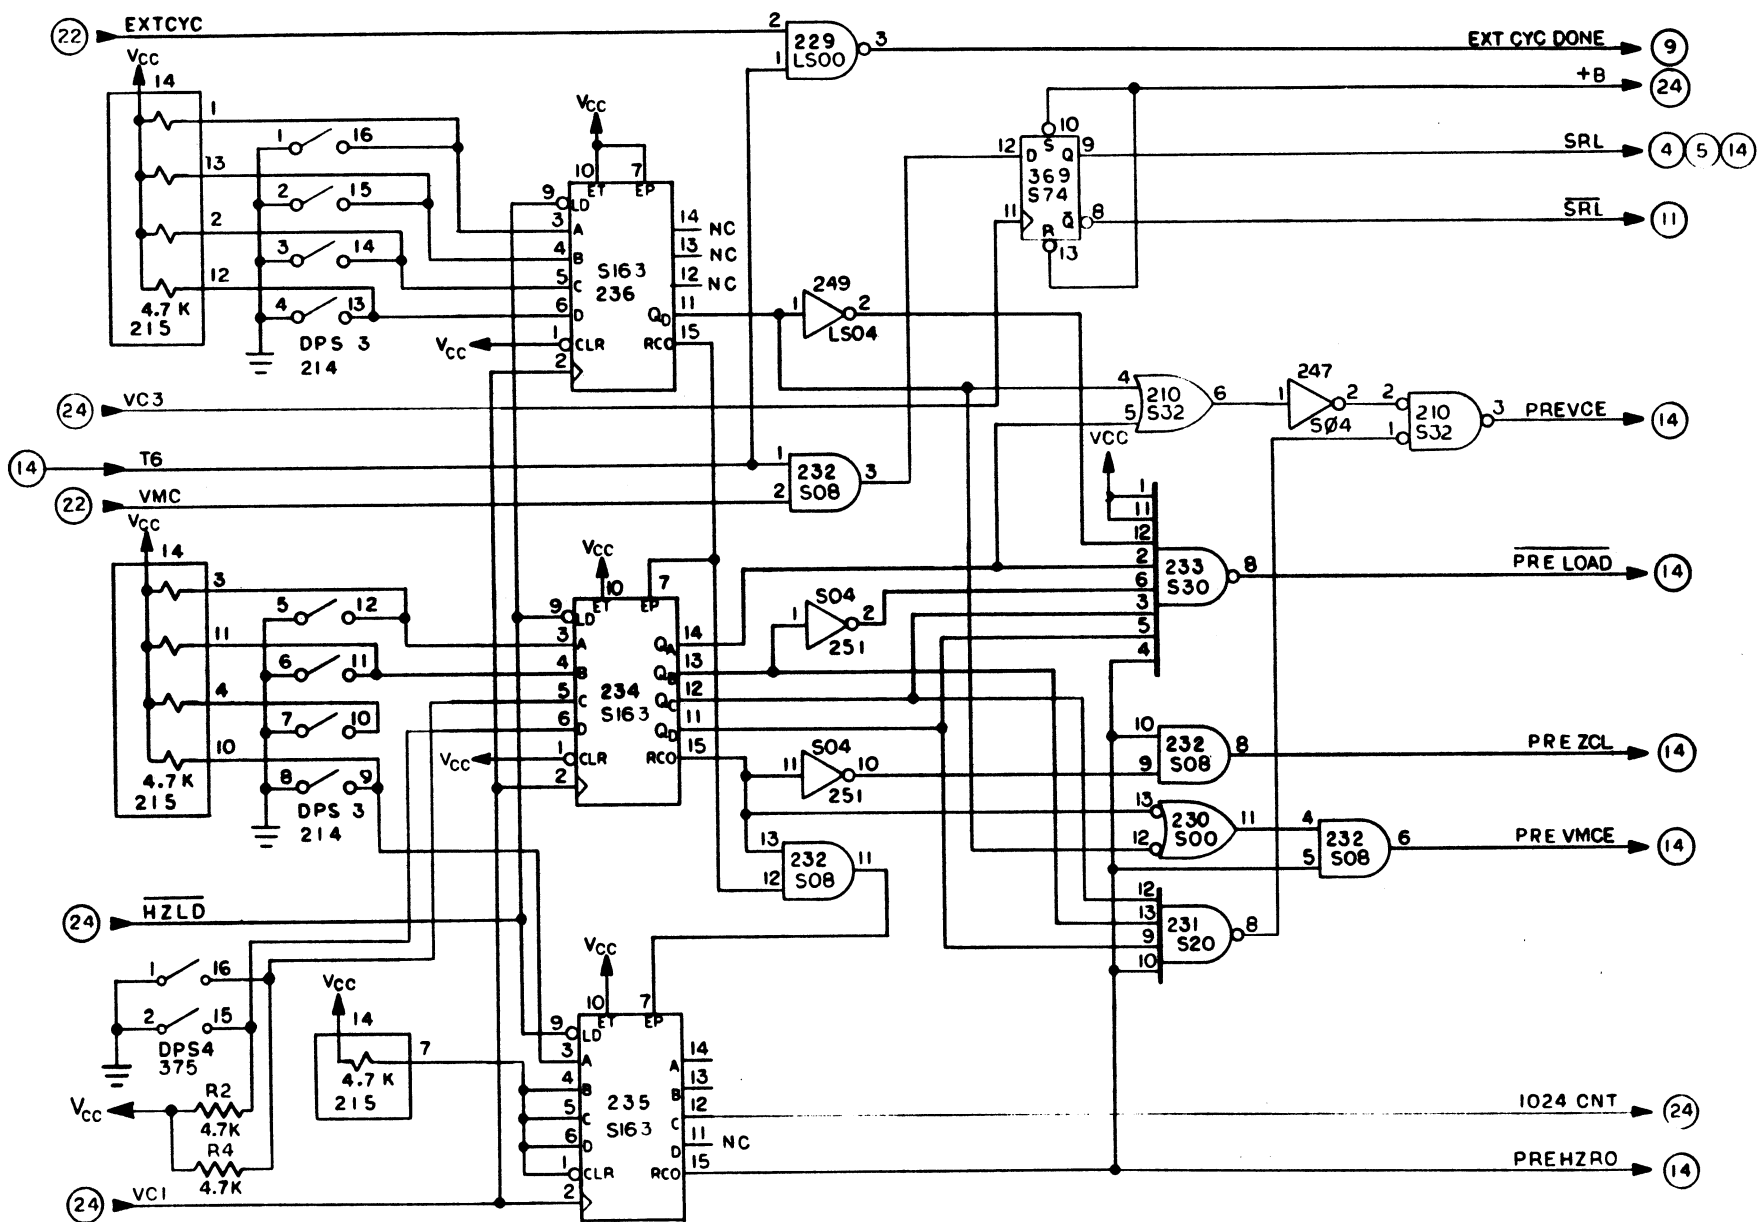 22 EXTCYC 2 1 229 LS00 3 EXT CYC DONE 9
+B 24
VCC 14 1 13 2 12 4.7 K 215
1 16 2 15 3 14 4 13 DPS 3 214
VCC 10 7 ET EP
9 LD 3 A 4 B 5 C 6 D 1 CLR 2
VCC
S163 236
14 NC
13 NC
12 NC
QD 11
RCO 15
1 249 2 LS04
12 D S 10 Q 9 369 S74 11 R 13 Q̅ 8
SRL 4 5 14
S̅R̅L̅ 11
24 VC3
14 T6
22 VMC
1 2 232 S08 3
4 5 210 S32 6
1 247 2 SØ4
2 1 210 S32 3 PREVCE 14
VCC 14 3 11 4 10 4.7 K 215
5 12 6 11 7 10 8 9 DPS 3 214
VCC 10 7 ET EP
9 LD 3 A 4 B 5 C 6 D 1 CLR 2
VCC
234 S163
QA 14
QB 13
QC 12
QD 11
RCO 15
1 S04 2 251
11 S04 10 251
VCC 1 11 12 2 6 3 5 4 233 S30 8 P̅R̅E̅ L̅O̅A̅D̅ 14
10 9 232 S08 8 PRE ZCL 14
13 12 230 S00 11
4 5 232 S08 6 PRE VMCE 14
13 12 232 S08 11
12 13 9 10 231 S20 8
24 H̅Z̅L̅D̅
1 16 2 15 DPS4 375
VCC R2 4.7K R4 4.7K
VCC 14 7 4.7 K 215
VCC 10 7 ET EP
9 LD 3 A 4 B 5 C 6 D 1 CLR 2
235 S163
A 14
B 13
C 12 1024 CNT 24
D 11 NC
RCO 15 PREHZRO 14
24 VC1